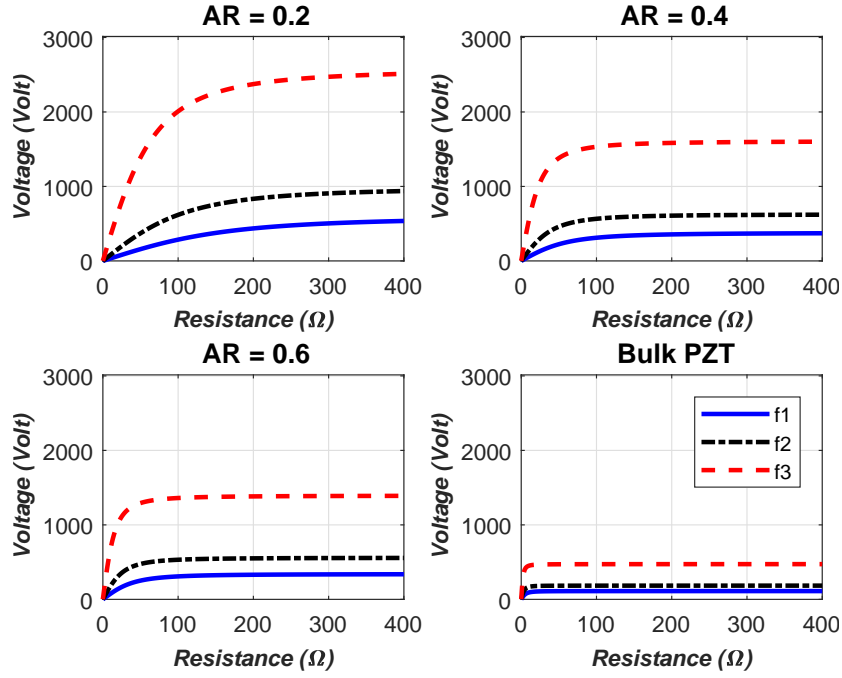 AR = 0.2
3000
2000
1000
0
Voltage (Volt)
0 100 200 300 400
Resistance (Ω)
AR = 0.4
3000
2000
1000
0
Voltage (Volt)
0 100 200 300 400
Resistance (Ω)
AR = 0.6
3000
2000
1000
0
Voltage (Volt)
0 100 200 300 400
Resistance (Ω)
Bulk PZT
3000
2000
1000
0
Voltage (Volt)
f1
f2
f3
0 100 200 300 400
Resistance (Ω)